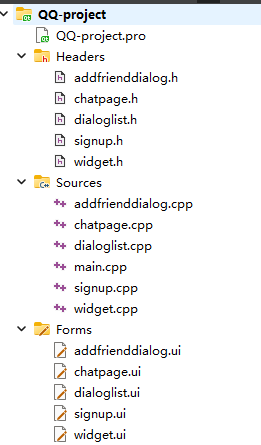 QQ-project
QQ-project.pro
Headers
addfrienddialog.h
chatpage.h
dialoglist.h
signup.h
widget.h
Sources
addfrienddialog.cpp
chatpage.cpp
dialoglist.cpp
main.cpp
signup.cpp
widget.cpp
Forms
addfrienddialog.ui
chatpage.ui
dialoglist.ui
signup.ui
widget.ui